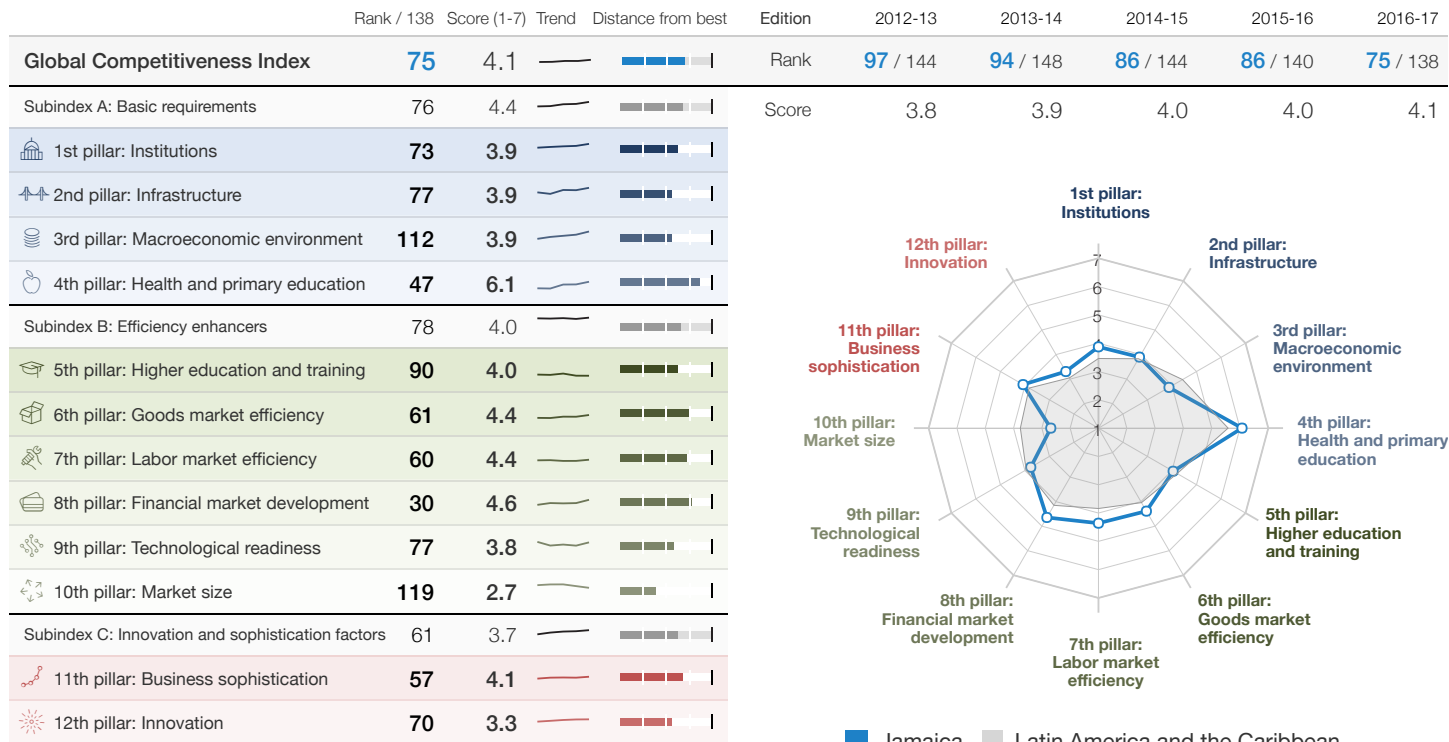 Rank / 138 Score (1-7) Trend Distance from best
Global Competitiveness Index 75 4.1
Subindex A: Basic requirements 76 4.4
1st pillar: Institutions 73 3.9
2nd pillar: Infrastructure 77 3.9
3rd pillar: Macroeconomic environment 112 3.9
4th pillar: Health and primary education 47 6.1
Subindex B: Efficiency enhancers 78 4.0
5th pillar: Higher education and training 90 4.0
6th pillar: Goods market efficiency 61 4.4
7th pillar: Labor market efficiency 60 4.4
8th pillar: Financial market development 30 4.6
9th pillar: Technological readiness 77 3.8
10th pillar: Market size 119 2.7
Subindex C: Innovation and sophistication factors 61 3.7
11th pillar: Business sophistication 57 4.1
12th pillar: Innovation 70 3.3
Edition 2012-13 2013-14 2014-15 2015-16 2016-17
Rank 97 / 144 94 / 148 86 / 144 86 / 140 75 / 138
Score 3.8 3.9 4.0 4.0 4.1
1st pillar:
Institutions
2nd pillar:
Infrastructure
3rd pillar:
Macroeconomic
environment
4th pillar:
Health and primary
education
5th pillar:
Higher education
and training
6th pillar:
Goods market
efficiency
7th pillar:
Labor market
efficiency
8th pillar:
Financial market
development
9th pillar:
Technological
readiness
10th pillar:
Market size
11th pillar:
Business
sophistication
12th pillar:
Innovation
7
6
5
3
2
1
Jamaica Latin America and the Caribbean